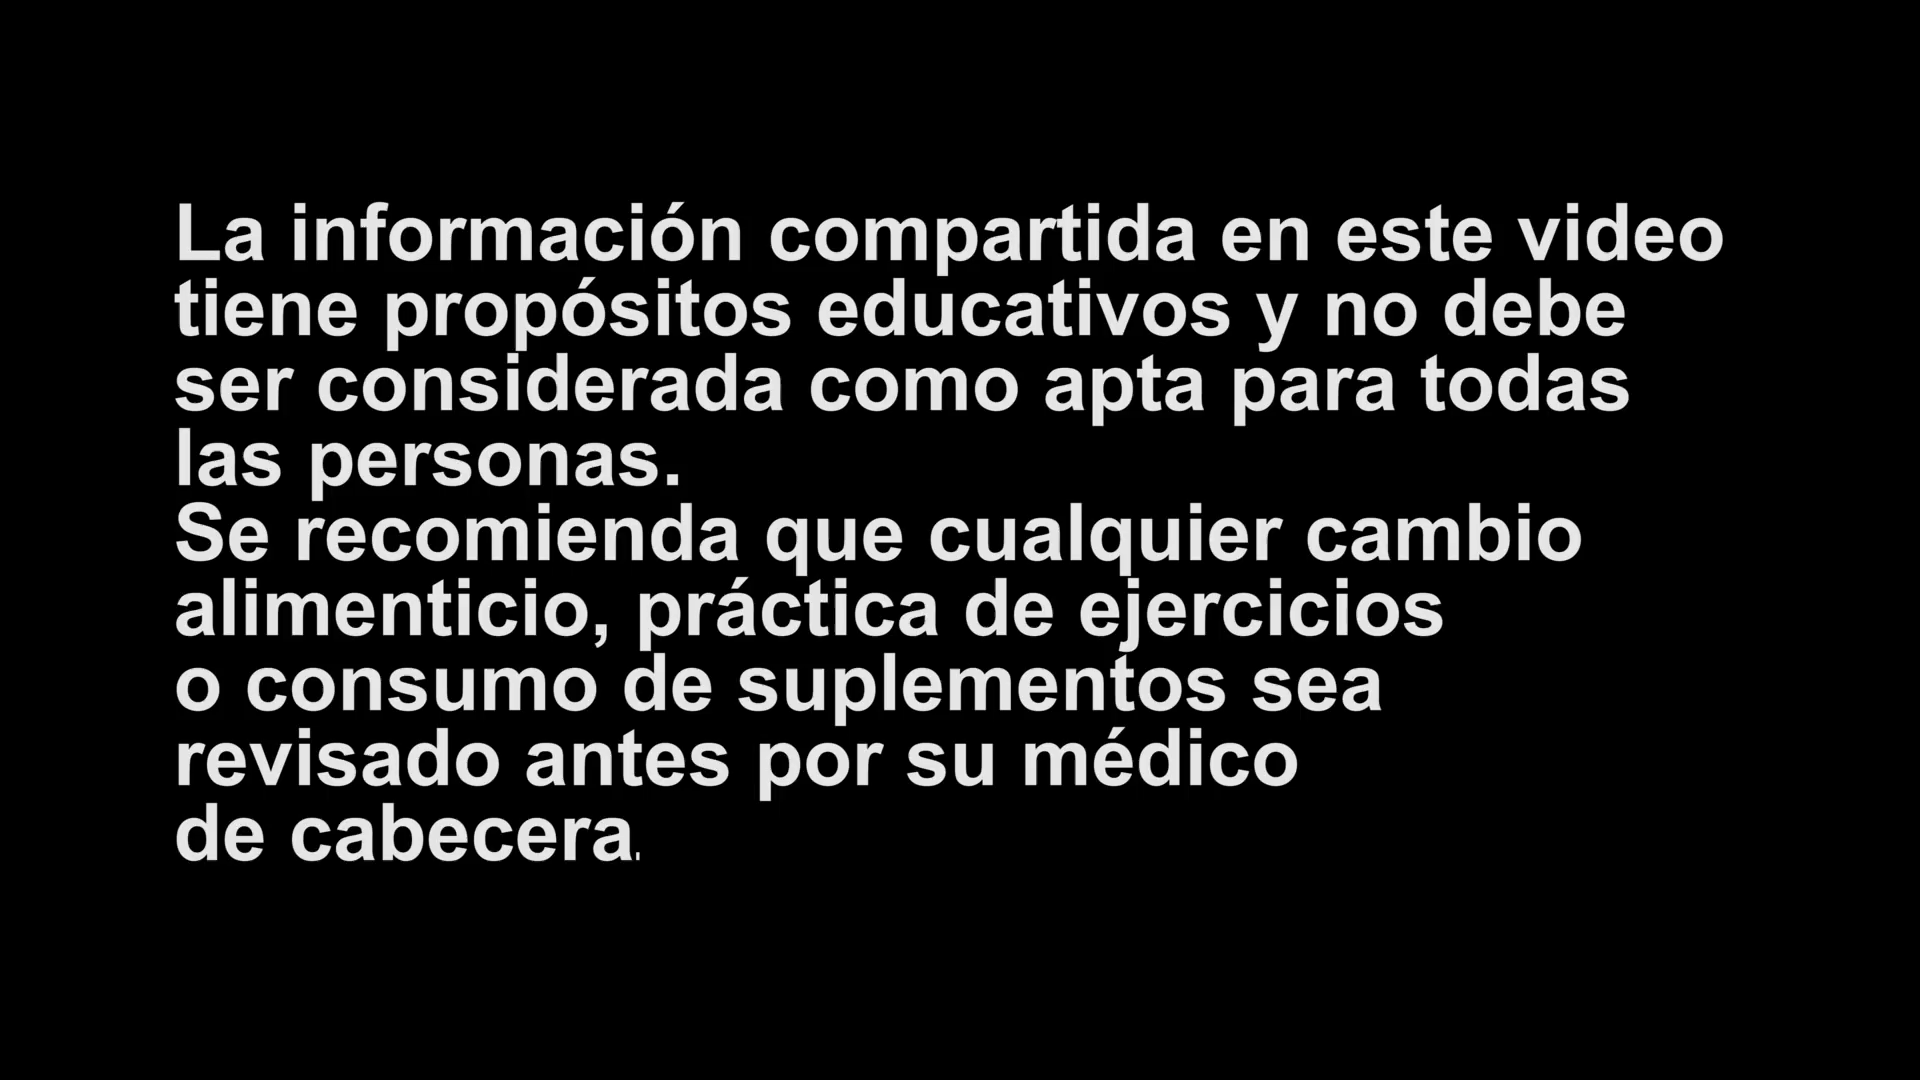 La información compartida en este video
tiene propósitos educativos y no debe
ser considerada como apta para todas
las personas.
Se recomienda que cualquier cambio
alimenticio, práctica de ejercicios
o consumo de suplementos sea
revisado antes por su médico
de cabecera.